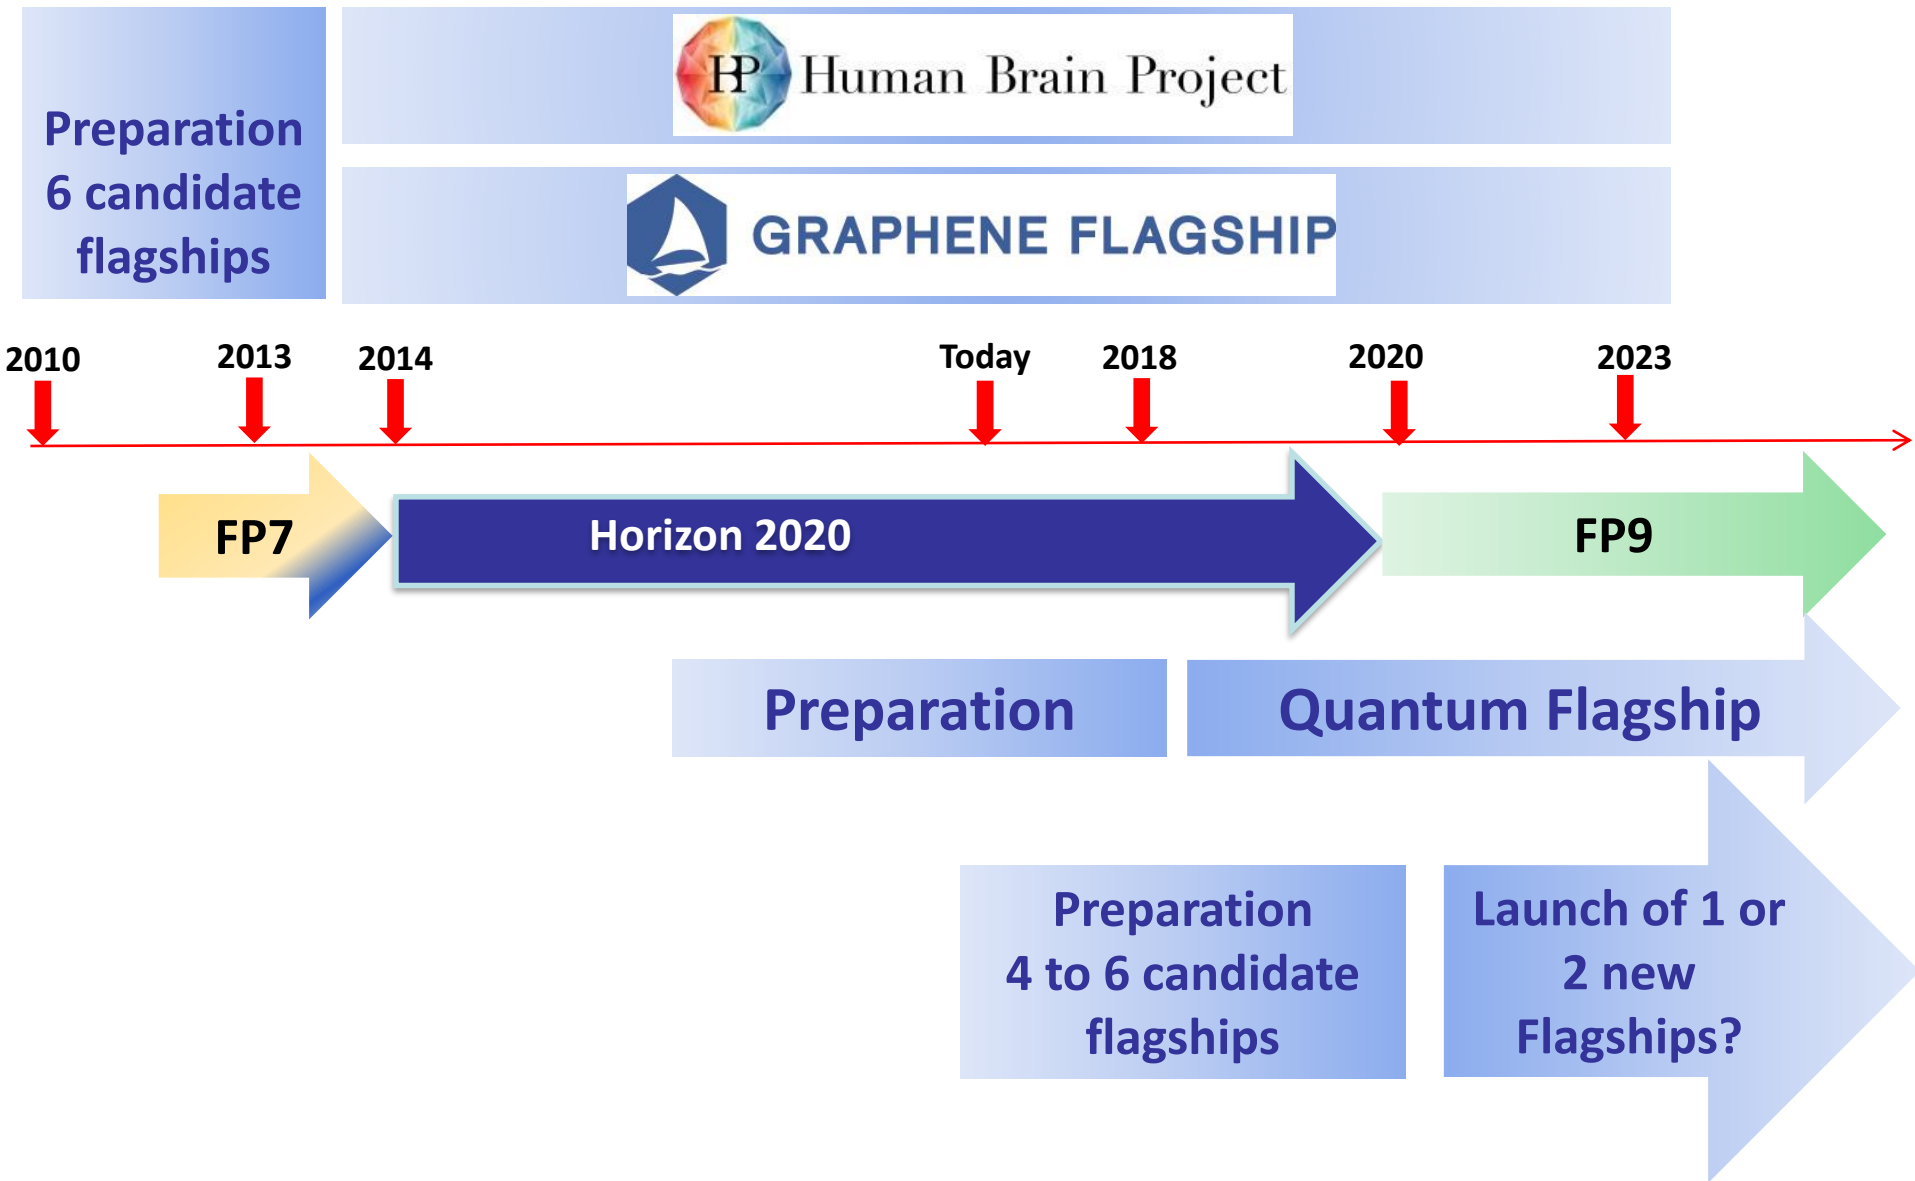 Preparation
6 candidate
flagships
HP Human Brain Project
GRAPHENE FLAGSHIP
2010 2013 2014 Today 2018 2020 2023
FP7 Horizon 2020 FP9
Preparation Quantum Flagship
Preparation
4 to 6 candidate
flagships
Launch of 1 or
2 new
Flagships?